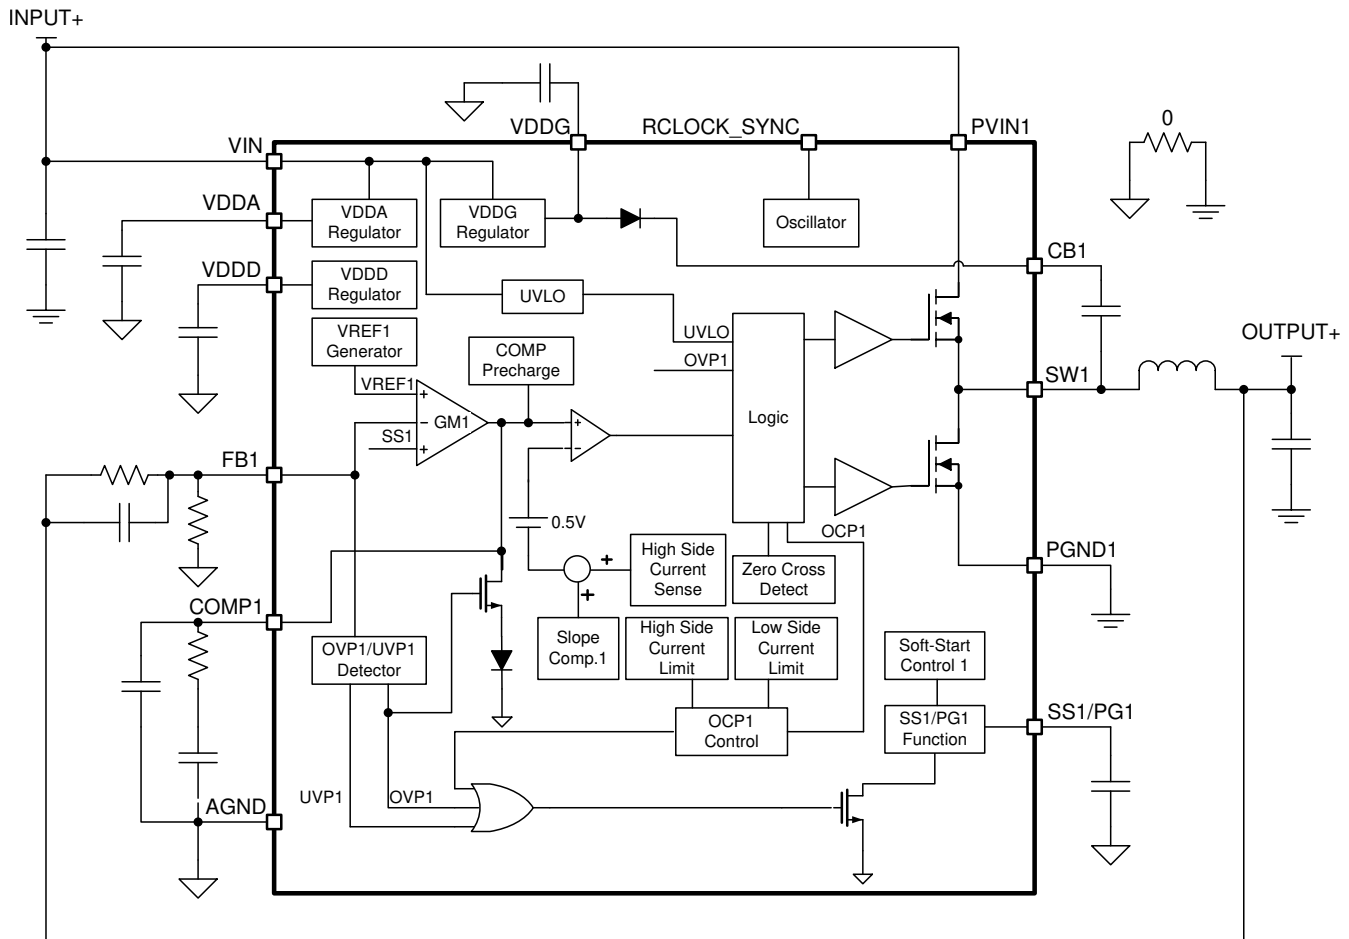 INPUT+
VDDG
RCLOCK_SYNC
PVIN1
0
VIN
VDDA
VDDA
Regulator
VDDG
Regulator
Oscillator
CB1
VDDD
VDDD
Regulator
UVLO
VREF1
Generator
COMP
Precharge
UVLO
OVP1
OUTPUT+
VREF1
+
−
GM1
SS1
+
+
−
Logic
SW1
FB1
0.5V
OCP1
High Side
Current
Sense
+
+
Zero Cross
Detect
PGND1
COMP1
OVP1/UVP1
Detector
Slope
Comp.1
High Side
Current
Limit
Low Side
Current
Limit
Soft-Start
Control 1
OCP1
Control
SS1/PG1
Function
SS1/PG1
AGND
UVP1
OVP1